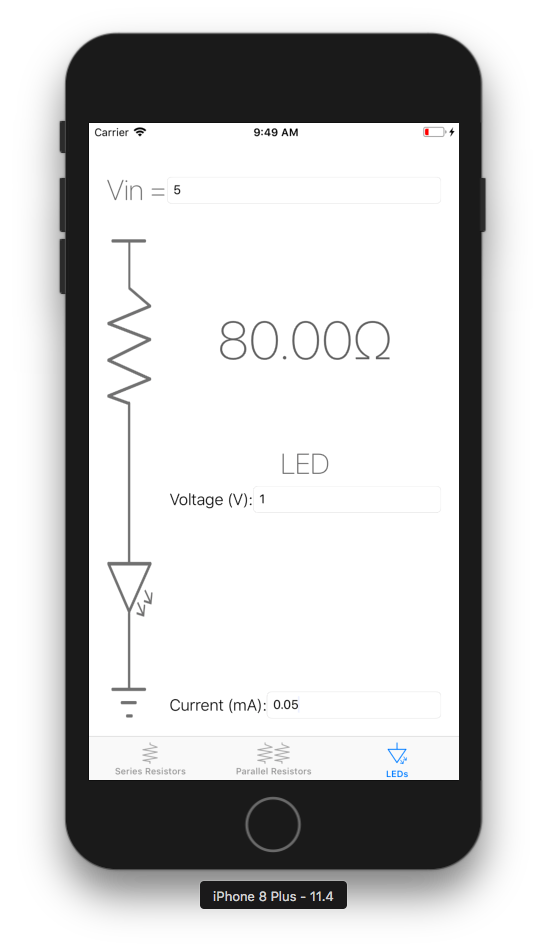 Carrier 9:49 AM
Vin = 5
80.00Ω
LED
Voltage (V): 1
Current (mA): 0.05
Series Resistors Parallel Resistors LEDs
iPhone 8 Plus - 11.4